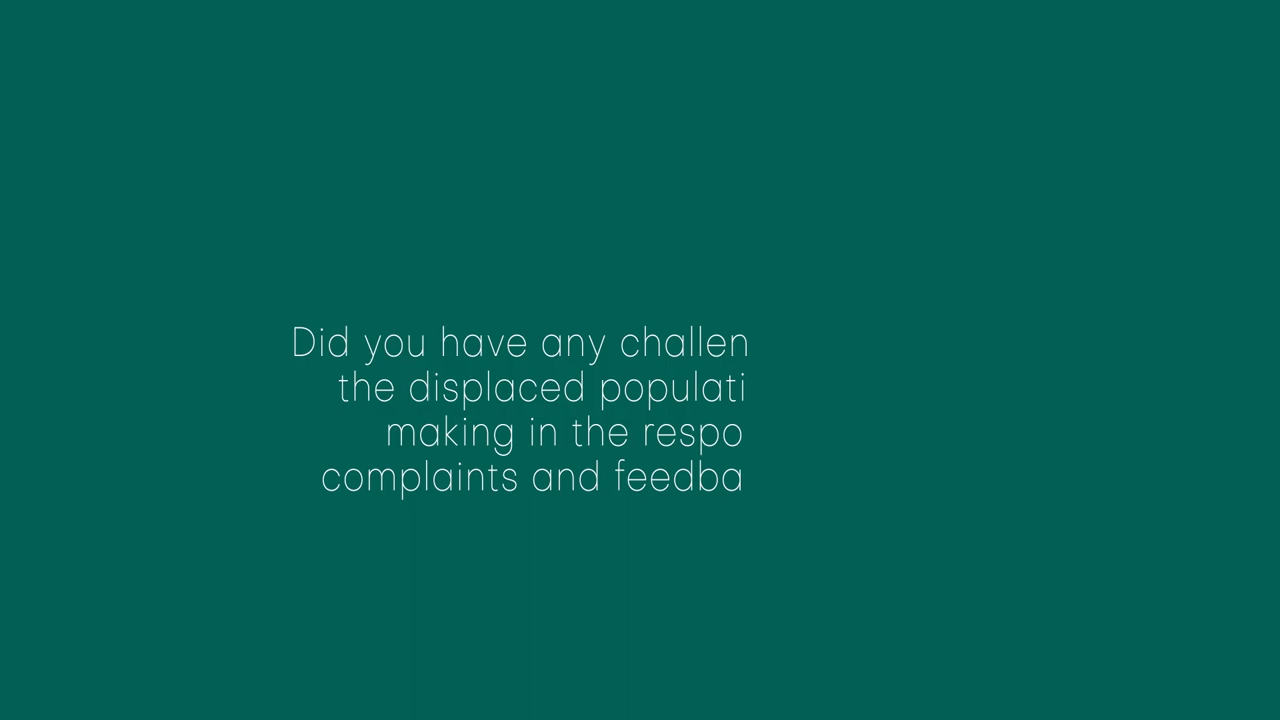 Did you have any challen
the displaced populati
making in the respo
complaints and feedba